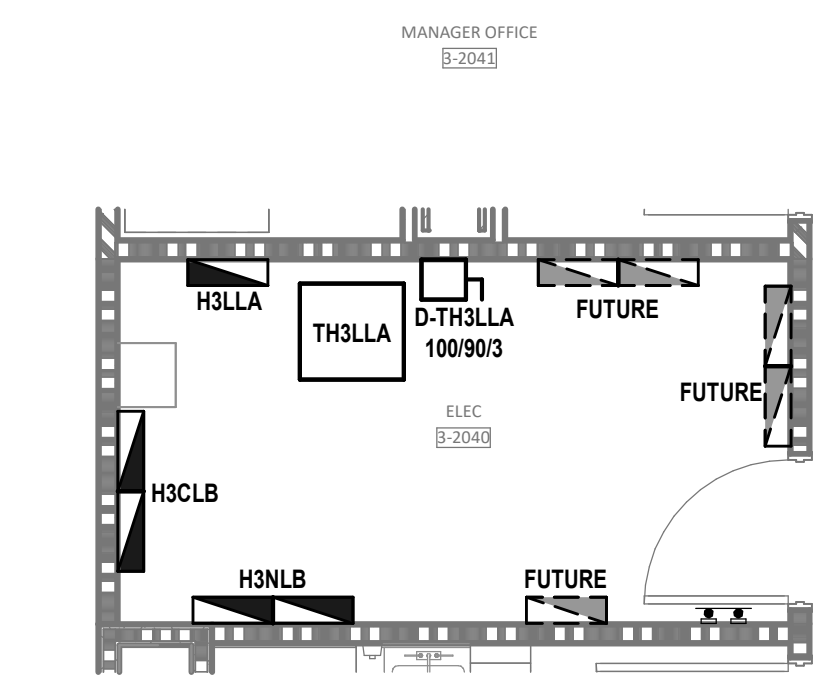 MANAGER OFFICE
3-2041
H3LLA
TH3LLA
D-TH3LLA
100/90/3
FUTURE
FUTURE
ELEC
3-2040
H3CLB
H3NLB
FUTURE